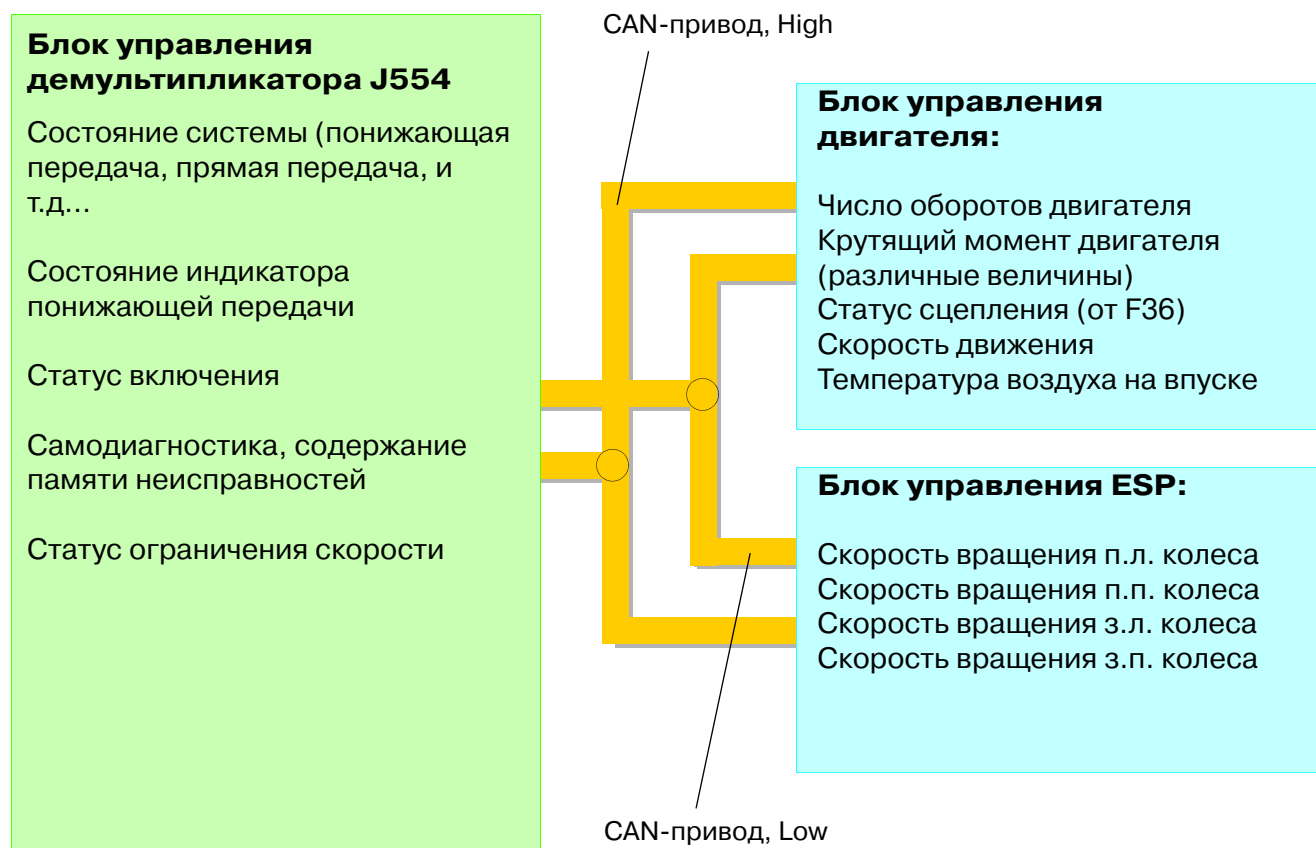 CAN-привод, High
Блок управления
демультипликатора J554
Состояние системы (понижающая
передача, прямая передача, и
т.д...
Состояние индикатора
понижающей передачи
Статус включения
Самодиагностика, содержание
памяти неисправностей
Статус ограничения скорости
Блок управления
двигателя:
Число оборотов двигателя
Крутящий момент двигателя
(различные величины)
Статус сцепления (от F36)
Скорость движения
Температура воздуха на впуске
Блок управления ESP:
Скорость вращения п.л. колеса
Скорость вращения п.п. колеса
Скорость вращения з.л. колеса
Скорость вращения з.п. колеса
CAN-привод, Low